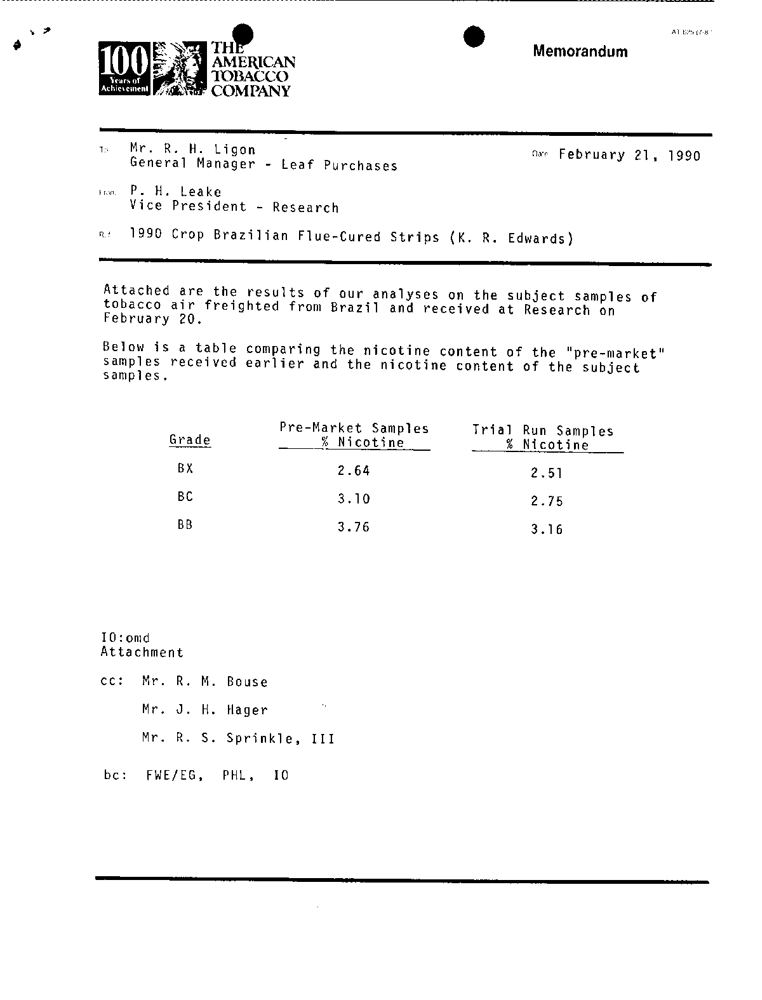 Memorandum
100
Years of
Achievement
THE
AMERICAN
TOBACCO
COMPANY
To: Mr. R. H. Ligon
General Manager - Leaf Purchases
Date: February 21, 1990
From: P. H. Leake
Vice President - Research
Re: 1990 Crop Brazilian Flue-Cured Strips (K. R. Edwards)
Attached are the results of our analyses on the subject samples of
tobacco air freighted from Brazil and received at Research on
February 20.
Below is a table comparing the nicotine content of the "pre-market"
samples received earlier and the nicotine content of the subject
samples.
Grade Pre-Market Samples % Nicotine Trial Run Samples % Nicotine
BX 2.64 2.51
BC 3.10 2.75
BB 3.76 3.16
IO:omd
Attachment
cc: Mr. R. M. Bouse
Mr. J. H. Hager
Mr. R. S. Sprinkle, III
bc: FWE/EG, PHL, IO